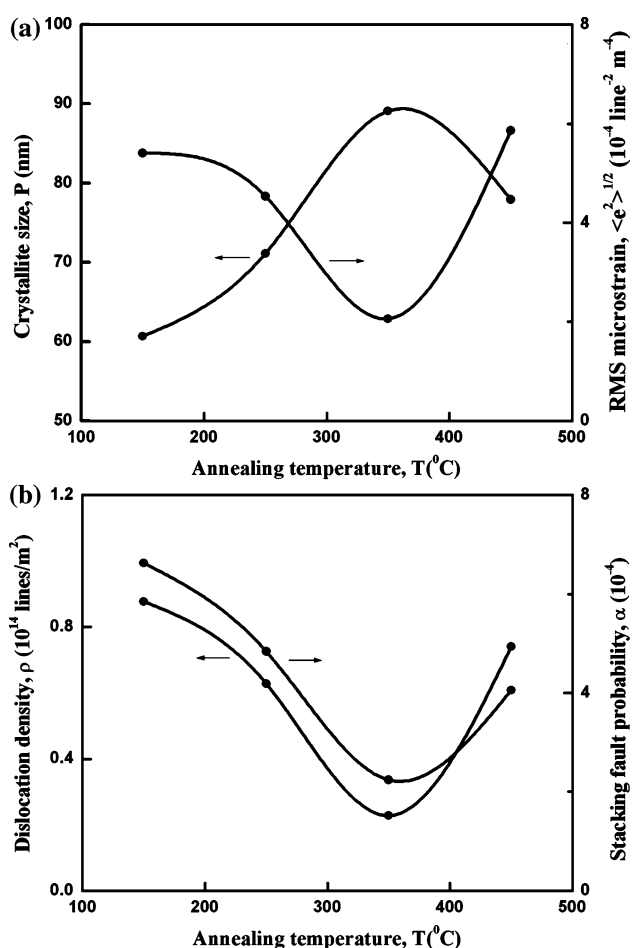 (a)
100
90
80
70
60
50
Crystallite size, P (nm)
8
4
0
RMS microstrain, <e²>^1/2 (10⁻⁴ line⁻² m⁻⁴)
100 200 300 400 500
Annealing temperature, T(⁰C)
(b)
1.2
0.8
0.4
0.0
Dislocation density, ρ (10¹⁴ lines/m²)
8
4
0
Stacking fault probability, α (10⁻⁴)
100 200 300 400 500
Annealing temperature, T(⁰C)